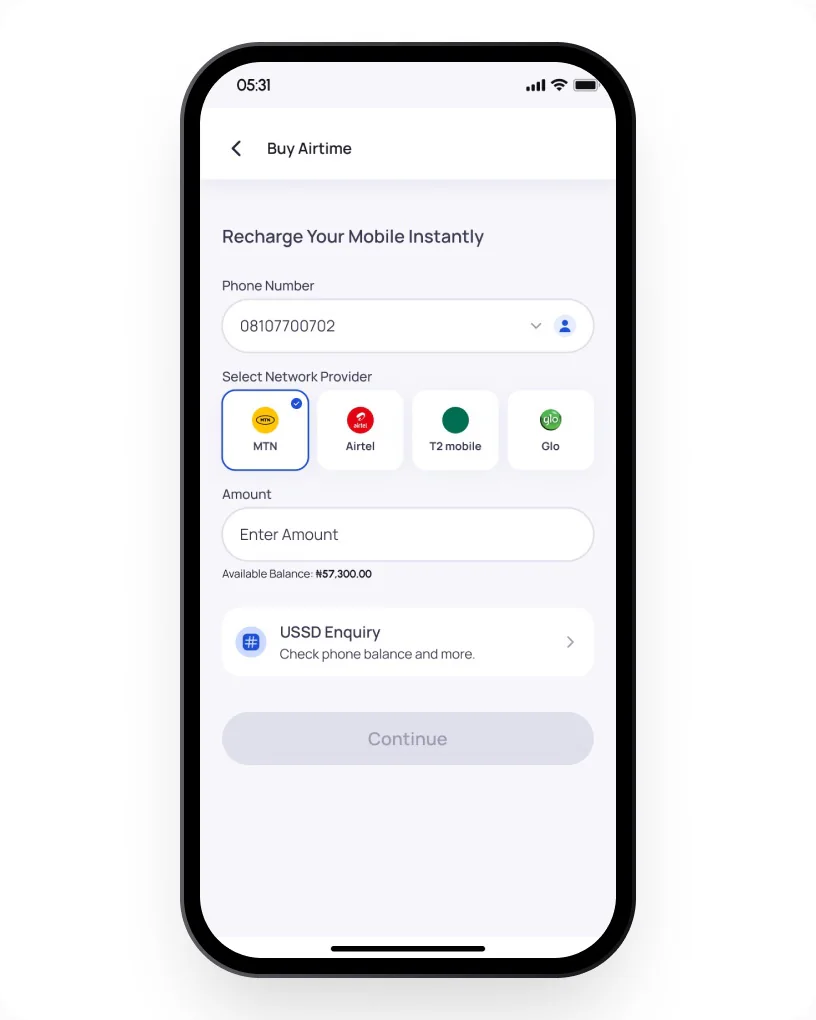 05:31
Buy Airtime
Recharge Your Mobile Instantly
Phone Number
08107700702
Select Network Provider
MTN
airtel
glo
MTN
Airtel
T2 mobile
Glo
Amount
Enter Amount
Available Balance: ₦57,300.00
USSD Enquiry
Check phone balance and more.
Continue